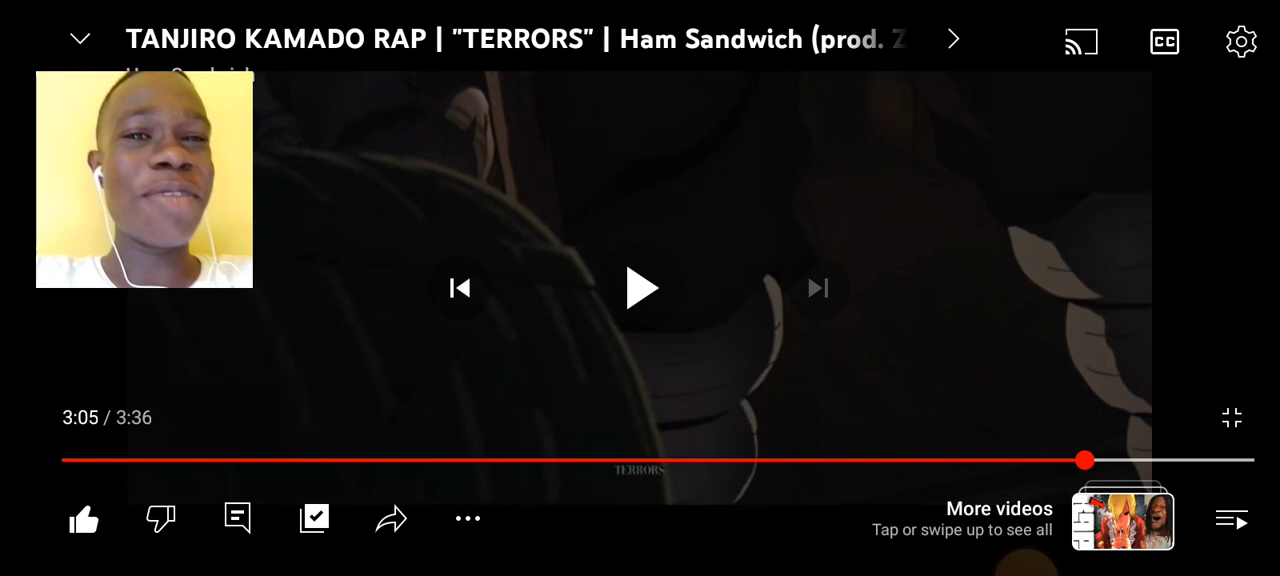 TANJIRO KAMADO RAP | "TERRORS" | Ham Sandwich (prod. Z
CC
3:05 / 3:36
TERRORS
More videos
Tap or swipe up to see all